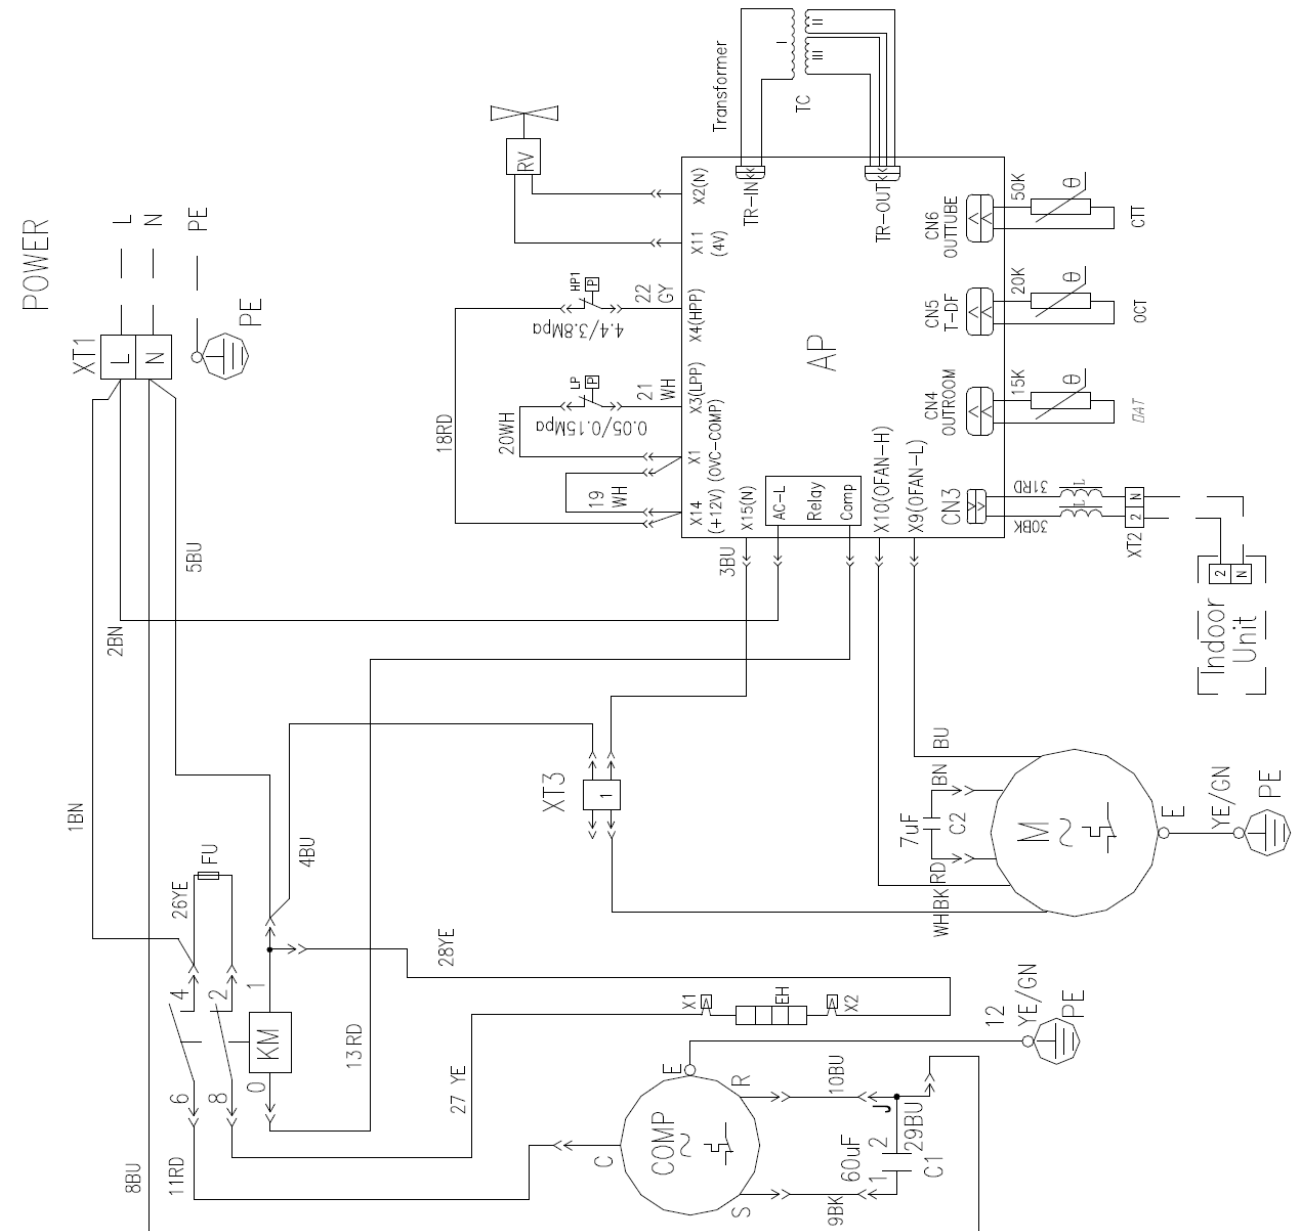 POWER
L
N
PE
XT1
L
N
PE
Transformer
TC
I
II
III
RV
X2(N)
X11
(4V)
TR-IN
TR-OUT
HP1
P
22
GY
4.4/3.8Mpa
X4(HPP)
LP
P
21
WH
0.05/0.15Mpa
X3(LPP)
18RD
20WH
X1
(OVC-COMP)
19
WH
X14
(+12V)
X15(N)
AP
AC-L
Relay
Comp
X10(OFAN-H)
X9(OFAN-L)
CN6
OUTTUBE
50K
θ
CTT
CN5
T-DF
20K
θ
OCT
CN4
OUTROOM
15K
θ
OAT
CN3
31RD
L
30BK
L
XT2
2
N
2
N
Indoor
Unit
5BU
3BU
2BN
1BN
XT3
1
4BU
BU
BN
7uF
C2
RD
BK
WH
M
~
E
YE/GN
PE
FU
26YE
4
2
1
KM
6
8
0
28YE
13RD
27 YE
X1
EH
X2
12
YE/GN
PE
E
COMP
~
C
R
S
10BU
J
29BU
60uF
1
2
C1
9BK
11RD
8BU